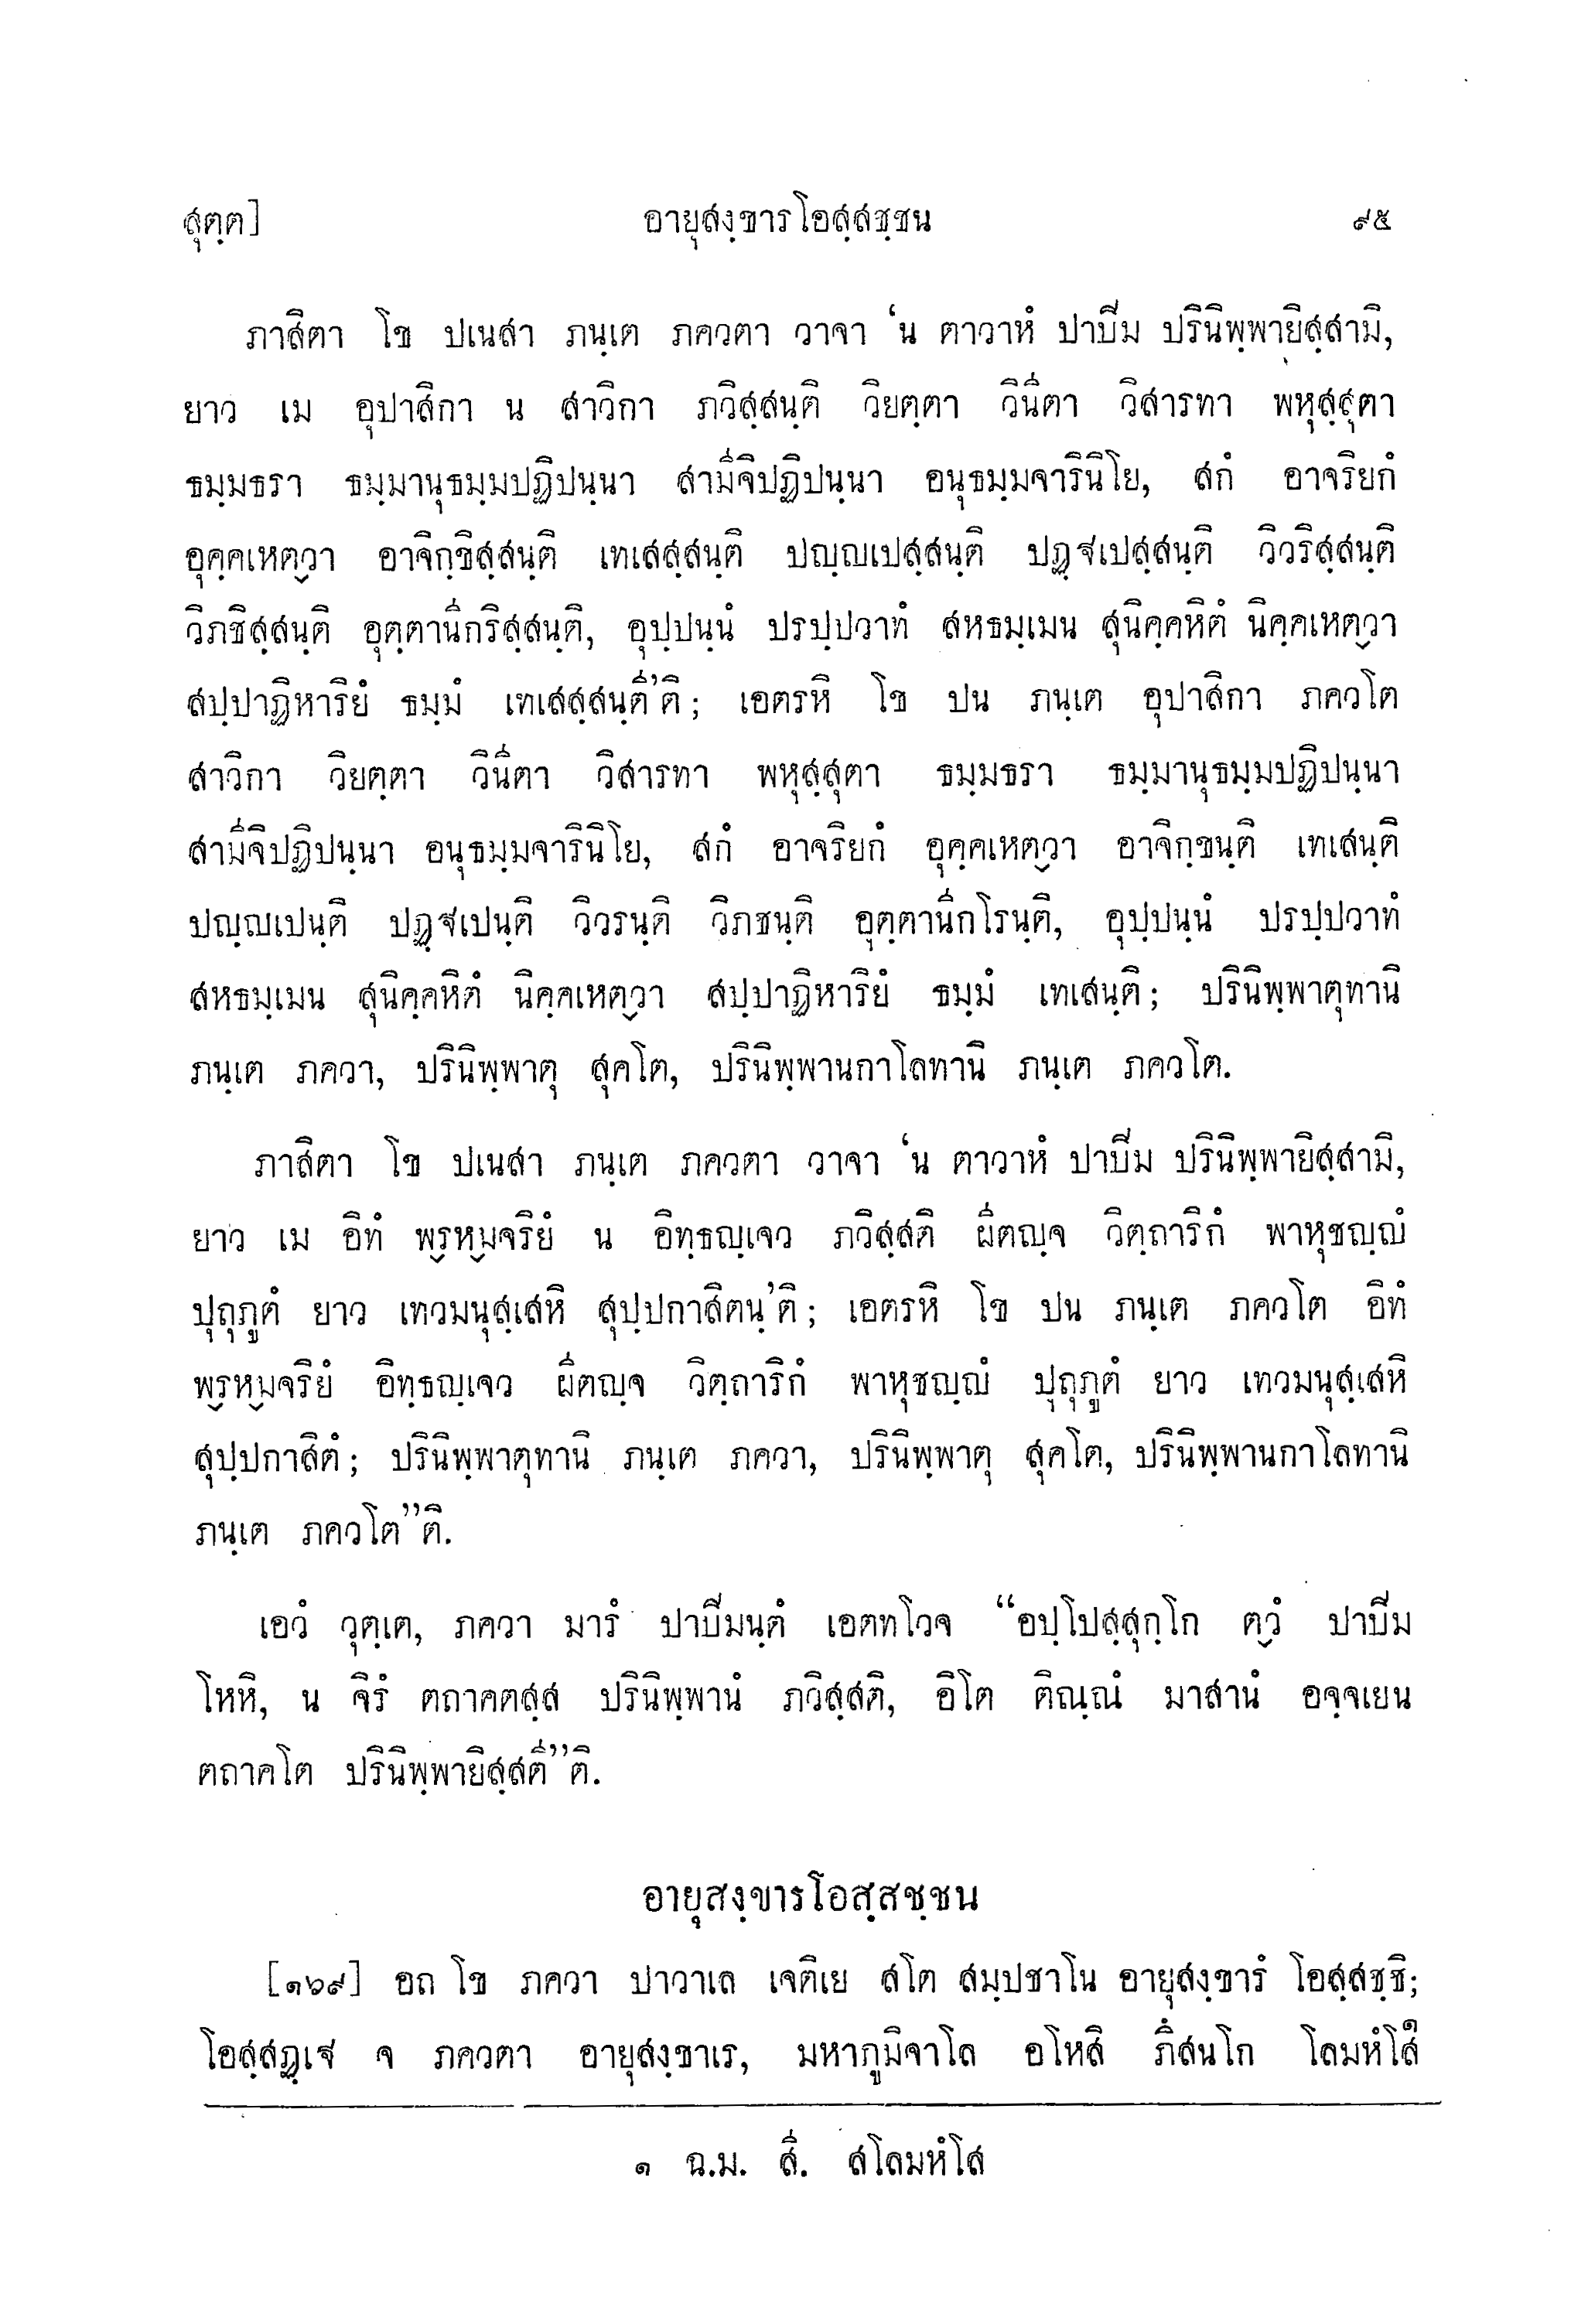 สุตฺต] อายุสงฺขารโอสฺสชฺชน ๙๕
ภาสิตา โข ปเนสา ภนฺเต ภควตา วาจา ‘น ตาวาหํ ปาปิม ปรินิพฺพายิสฺสามิ,
ยาว เม อุปาสิกา น สาวิกา ภวิสฺสนฺติ วิยตฺตา วินีตา วิสารทา พหุสฺสุตา
ธมฺมธรา ธมฺมานุธมฺมปฏิปนฺนา สามีจิปฏิปนฺนา อนุธมฺมจารินิโย, สกํ อาจริยกํ
อุคฺคเหตฺวา อาจิกฺขิสฺสนฺติ เทเสสฺสนฺติ ปญฺญเปสฺสนฺติ ปฏฺฐเปสฺสนฺติ วิวริสฺสนฺติ
วิภชิสฺสนฺติ อุตฺตานีกริสฺสนฺติ, อุปฺปนฺนํ ปรปฺปวาทํ สหธมฺเมน สุนิคฺคหิตํ นิคฺคเหตฺวา
สปฺปาฏิหาริยํ ธมฺมํ เทเสสฺสนฺตี’ติ; เอตรหิ โข ปน ภนฺเต อุปาสิกา ภควโต
สาวิกา วิยตฺตา วินีตา วิสารทา พหุสฺสุตา ธมฺมธรา ธมฺมานุธมฺมปฏิปนฺนา
สามีจิปฏิปนฺนา อนุธมฺมจารินิโย, สกํ อาจริยกํ อุคฺคเหตฺวา อาจิกฺขนฺติ เทเสนฺติ
ปญฺญเปนฺติ ปฏฺฐเปนฺติ วิวรนฺติ วิภชนฺติ อุตฺตานีกโรนฺติ, อุปฺปนฺนํ ปรปฺปวาทํ
สหธมฺเมน สุนิคฺคหิตํ นิคฺคเหตฺวา สปฺปาฏิหาริยํ ธมฺมํ เทเสนฺติ; ปรินิพฺพาตุทานิ
ภนฺเต ภควา, ปรินิพฺพาตุ สุคโต, ปรินิพฺพานกาโลทานิ ภนฺเต ภควโต.
ภาสิตา โข ปเนสา ภนฺเต ภควตา วาจา ‘น ตาวาหํ ปาปิม ปรินิพฺพายิสฺสามิ,
ยาว เม อิทํ พฺรหฺมจริยํ น อิทฺธญฺเจว ภวิสฺสติ ผีตญฺจ วิตฺถาริกํ พาหุชญฺญํ
ปุถุภูตํ ยาว เทวมนุสฺเสหิ สุปฺปกาสิตนฺ’ติ; เอตรหิ โข ปน ภนฺเต ภควโต อิทํ
พฺรหฺมจริยํ อิทฺธญฺเจว ผีตญฺจ วิตฺถาริกํ พาหุชญฺญํ ปุถุภูตํ ยาว เทวมนุสฺเสหิ
สุปฺปกาสิตํ; ปรินิพฺพาตุทานิ ภนฺเต ภควา, ปรินิพฺพาตุ สุคโต, ปรินิพฺพานกาโลทานิ
ภนฺเต ภควโต”ติ.
เอวํ วุตฺเต, ภควา มารํ ปาปิมนฺตํ เอตทโวจ “อปฺโปสฺสุกฺโก ตฺวํ ปาปิม
โหหิ, น จิรํ ตถาคตสฺส ปรินิพฺพานํ ภวิสฺสติ, อิโต ติณฺณํ มาสานํ อจฺจเยน
ตถาคโต ปรินิพฺพายิสฺสตี”ติ.
อายุสงฺขารโอสฺสชฺชน
[๑๖๙] อถ โข ภควา ปาวาเล เจติเย สโต สมฺปชาโน อายุสงฺขารํ โอสฺสชฺชิ;
โอสฺสฏฺเฐ จ ภควตา อายุสงฺขาเร, มหาภูมิจาโล อโหสิ ภึสนโก โลมหํโส๑
๑ ฉ.ม. สี. สโลมหํโส